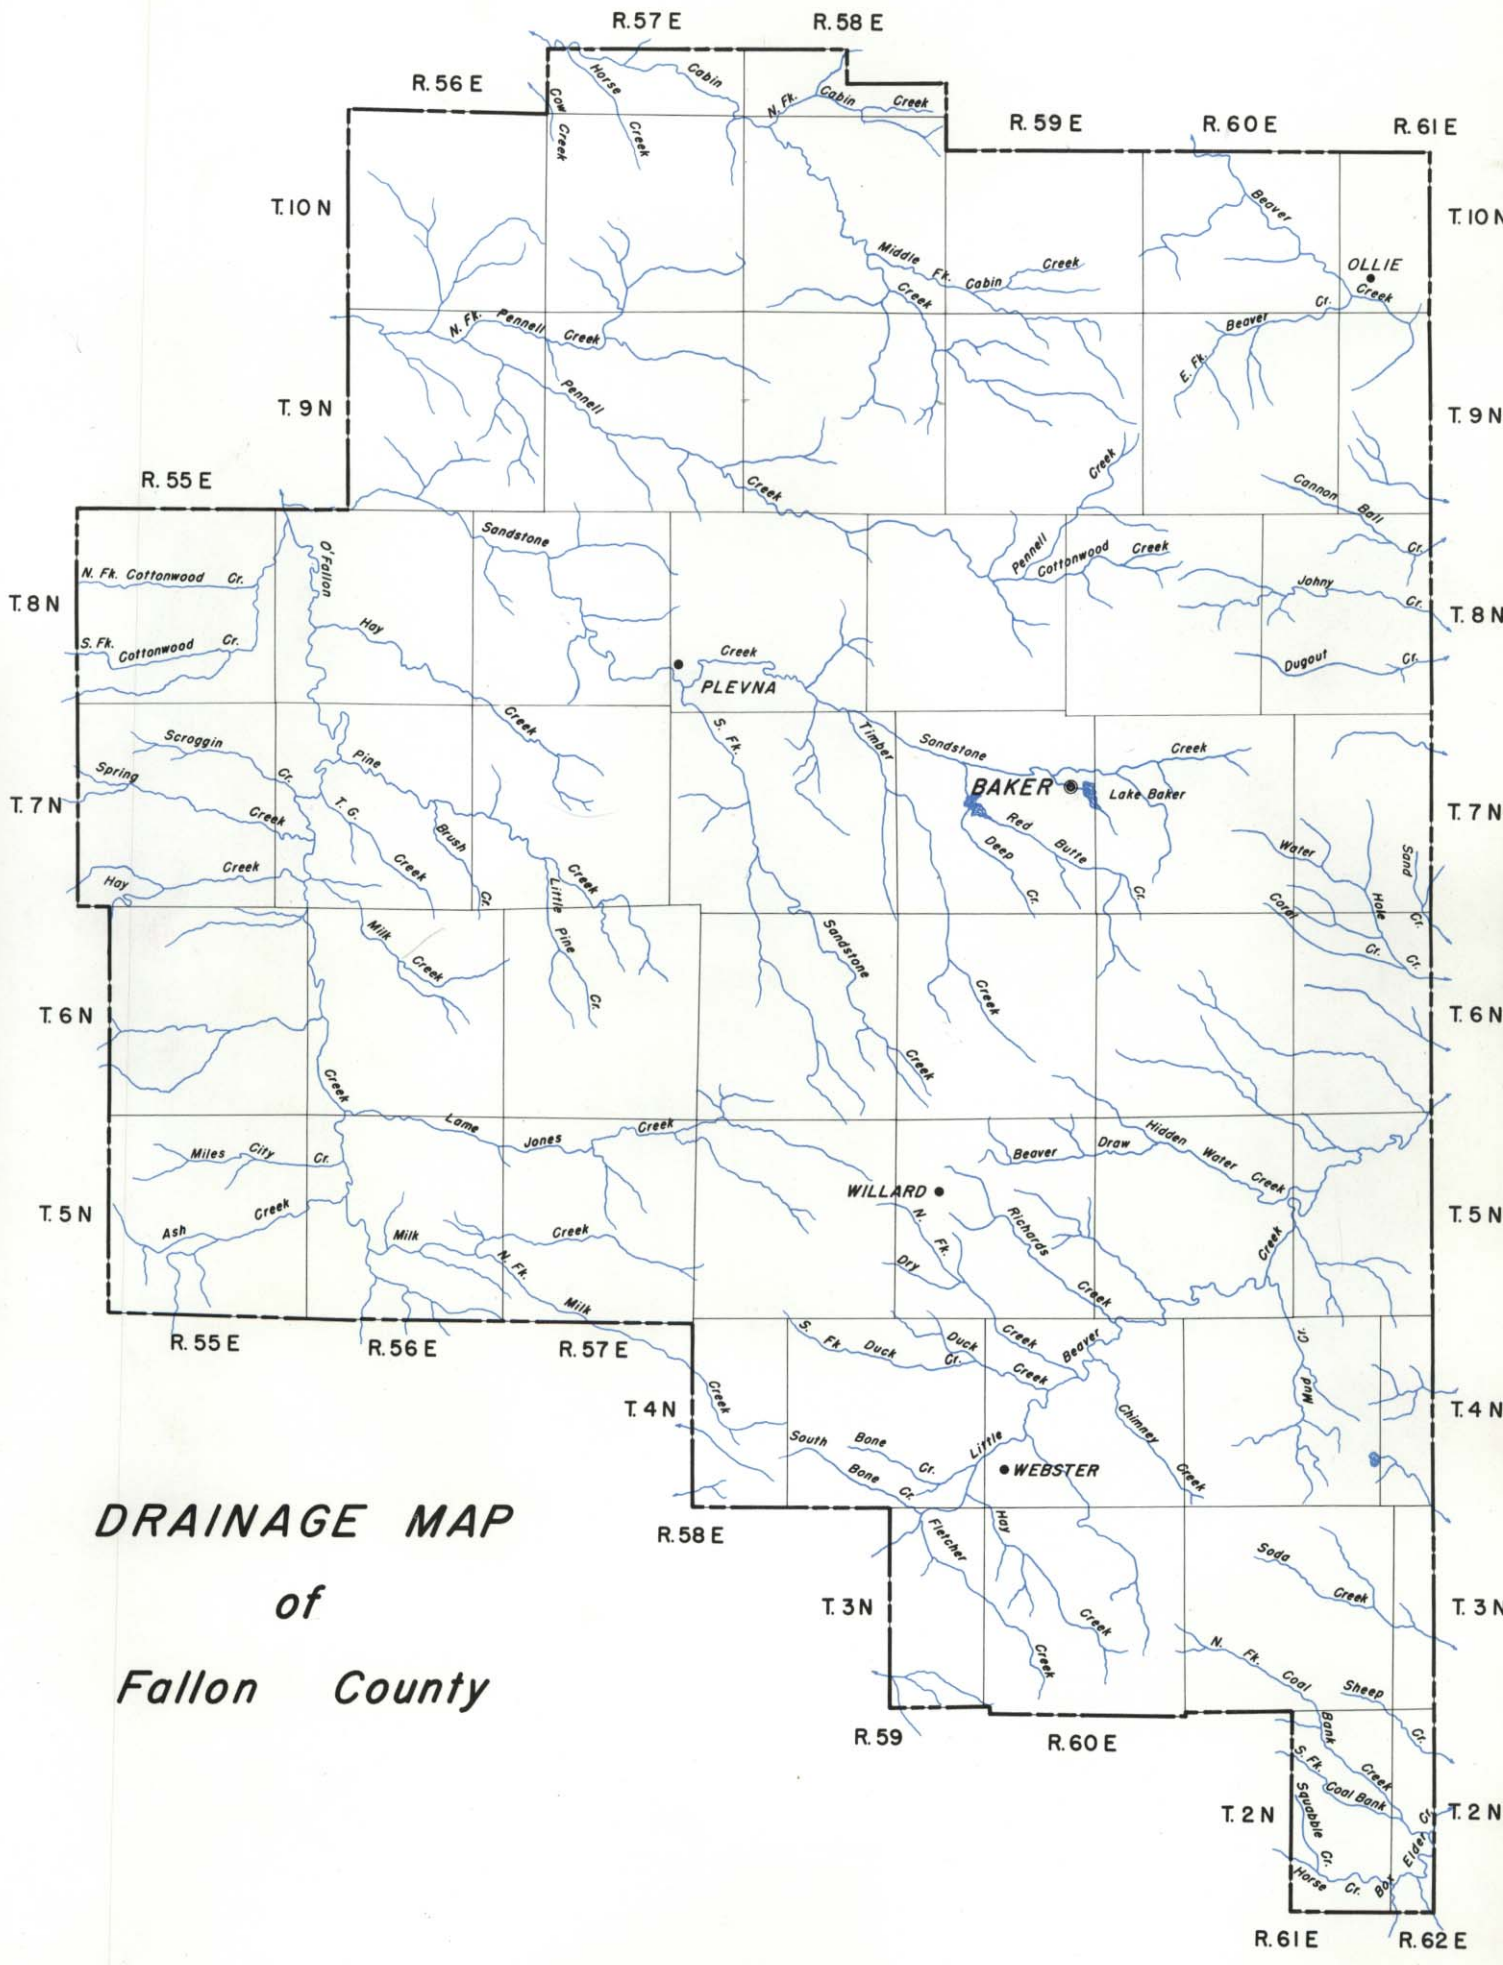 R. 57 E
R. 58 E
R. 56 E
Horse
Creek
Cow
Creek
Cabin
N. Fk.
Cabin
Creek
R. 59 E
R. 60 E
R. 61 E
T. 10 N
T. 10 N
Beaver
Middle Fk. Cabin Creek
Creek
OLLIE
Creek
N. Fk. Pennell Creek
E. Fk. Beaver Cr.
Pennell
T. 9 N
T. 9 N
Creek
Creek
R. 55 E
Cannon Ball Cr.
Sandstone
O'Fallon
Pennell
Cottonwood Creek
N. Fk. Cottonwood Cr.
Johny Cr.
T. 8 N
T. 8 N
Hay
S. Fk. Cottonwood Cr.
Creek
Dugout Cr.
PLEVNA
Creek
S. Fk.
Timber
Scroggin Cr.
Pine
Sandstone
Creek
Spring
Creek
BAKER
Lake Baker
T. 7 N
T. 7 N
T. G.
Creek
Brush
Cr.
Red Butte Cr.
Deep Cr.
Water Hole Cr.
Sand Cr.
Hay
Creek
Little Pine Cr.
Creek
Coral Cr.
Milk
Creek
Sandstone
Creek
Creek
T. 6 N
T. 6 N
Creek
Lame Jones Creek
Beaver Draw
Hidden Water Creek
Miles City Cr.
WILLARD
T. 5 N
T. 5 N
Ash Creek
Milk
Creek
N. Fk.
Milk
N. Fk.
Dry
Richards
Creek
Creek
R. 55 E
R. 56 E
R. 57 E
S. Fk Duck
Duck
Cr.
Creek
Creek
Beaver
Mud
Cr.
Creek
T. 4 N
T. 4 N
Chimney
Creek
South
Bone
Cr.
Bone
Cr.
Little
WEBSTER
DRAINAGE MAP
of
Fallon County
R. 58 E
Fletcher
Creek
Hay
Creek
Soda
Creek
T. 3 N
T. 3 N
N. Fk. Coal
Bank
Creek
Sheep
Cr.
R. 59
R. 60 E
S. Fk.
Coal Bank
Squabble
Cr.
T. 2 N
T. 2 N
Horse Cr.
Box Elder Cr.
R. 61 E
R. 62 E